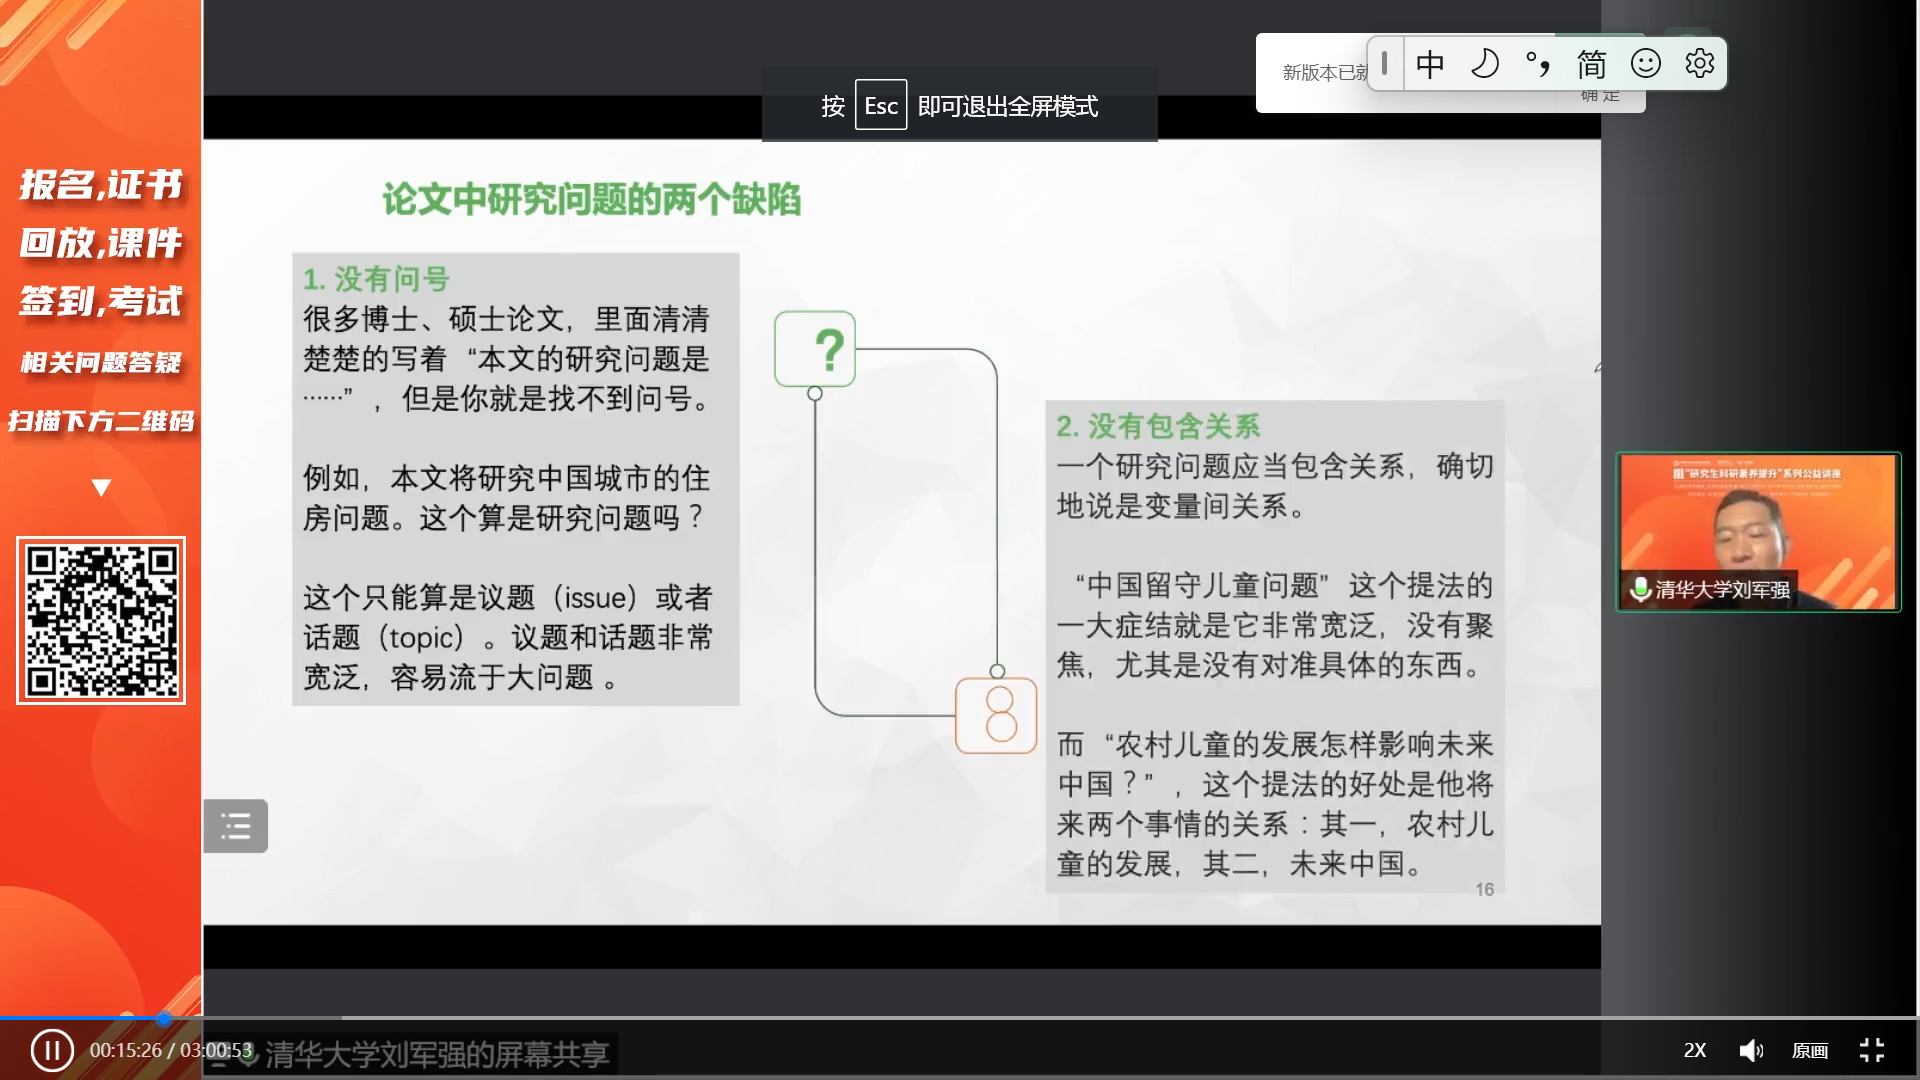 报名,证书
回放,课件
签到,考试
相关问题答疑
扫描下方二维码
按 Esc 即可退出全屏模式
新版本已就
中 简
确 定
论文中研究问题的两个缺陷
1. 没有问号
很多博士、硕士论文，里面清清
楚楚的写着 “本文的研究问题是
……” ，但是你就是找不到问号。
例如，本文将研究中国城市的住
房问题。这个算是研究问题吗？
这个只能算是议题（issue）或者
话题（topic）。议题和话题非常
宽泛，容易流于大问题 。
?
8
2. 没有包含关系
一个研究问题应当包含关系，确切
地说是变量间关系。
“中国留守儿童问题” 这个提法的
一大症结就是它非常宽泛，没有聚
焦，尤其是没有对准具体的东西。
而 “农村儿童的发展怎样影响未来
中国？” ，这个提法的好处是他将
来两个事情的关系：其一，农村儿
童的发展，其二，未来中国。
16
“研究生科研素养提升”系列公益讲座
清华大学刘军强
00:15:26 / 03:00:53
清华大学刘军强的屏幕共享
2X
原画